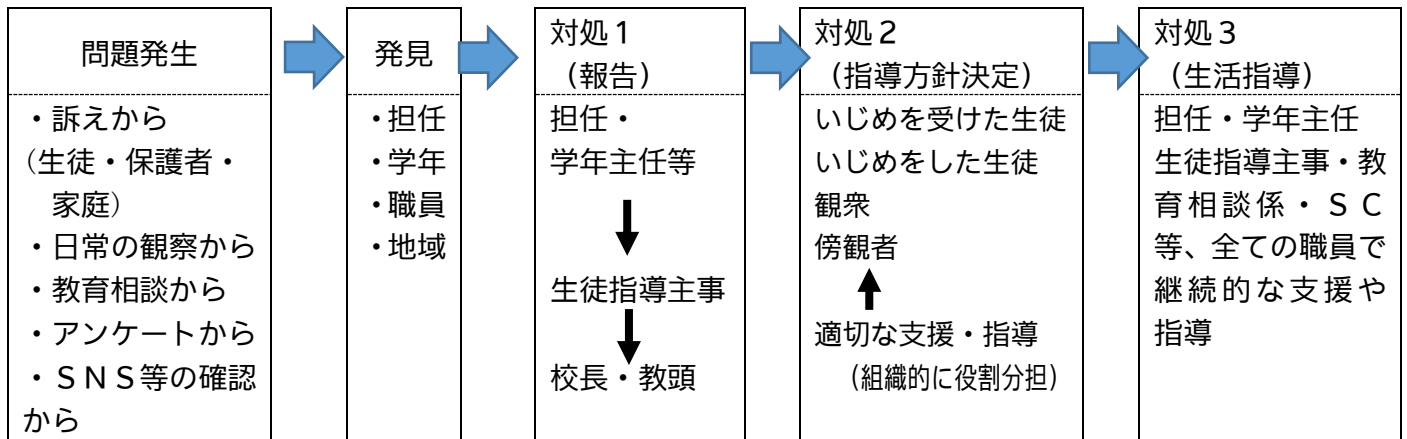 問題発生
・訴えから
（生徒・保護者・
家庭）
・日常の観察から
・教育相談から
・アンケートから
・ＳＮＳ等の確認
から
発見
・担任
・学年
・職員
・地域
対処１
（報告）
担任・
学年主任等
生徒指導主事
校長・教頭
対処２
（指導方針決定）
いじめを受けた生徒
いじめをした生徒
観衆
傍観者
適切な支援・指導
（組織的に役割分担）
対処３
（生活指導）
担任・学年主任
生徒指導主事・教
育相談係・ＳＣ
等、全ての職員で
継続的な支援や
指導